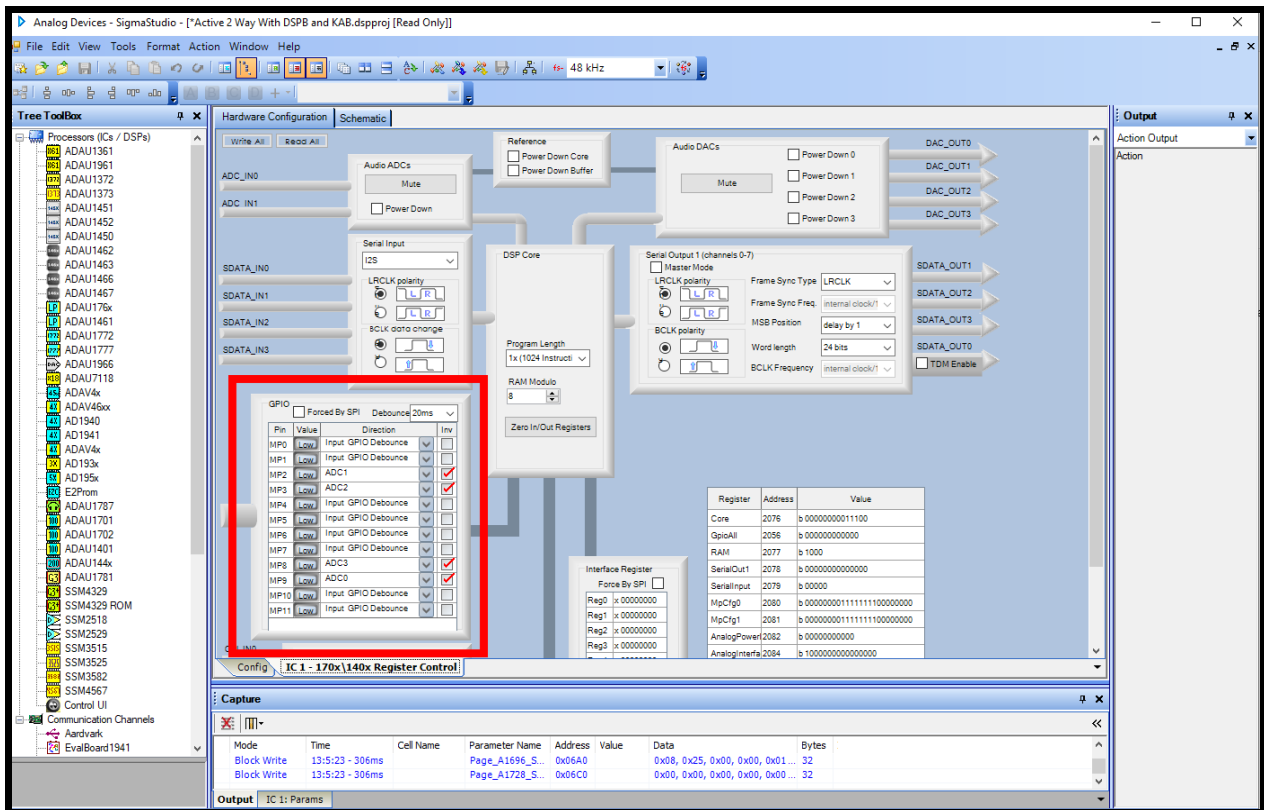 Analog Devices - SigmaStudio - [*Active 2 Way With DSPB and KAB.dspproj [Read Only]]
File Edit View Tools Format Action Window Help
fs- 48 kHz
A B C D + -
Tree ToolBox
Processors (ICs / DSPs)
ADAU1361
ADAU1961
ADAU1372
ADAU1373
ADAU1451
ADAU1452
ADAU1450
ADAU1462
ADAU1463
ADAU1466
ADAU1467
ADAU176x
ADAU1461
ADAU1772
ADAU1777
ADAU1966
ADAU7118
ADAV4x
ADAV46xx
AD1940
AD1941
ADAV4x
AD193x
AD195x
E2Prom
ADAU1787
ADAU1701
ADAU1702
ADAU1401
ADAU144x
ADAU1781
SSM4329
SSM4329 ROM
SSM2518
SSM2529
SSM3515
SSM3525
SSM3582
SSM4567
Control UI
Communication Channels
Aardvark
EvalBoard1941
Hardware Configuration Schematic
Write All Read All
ADC_IN0
ADC IN1
Audio ADCs
Mute
Power Down
Reference
Power Down Core
Power Down Buffer
Audio DACs
Mute
Power Down 0
Power Down 1
Power Down 2
Power Down 3
DAC_OUT0
DAC_OUT1
DAC_OUT2
DAC_OUT3
SDATA_IN0
SDATA_IN1
SDATA_IN2
SDATA_IN3
Serial Input
I2S
LRCLK polarity
L R
L R
BCLK data change
DSP Core
Program Length
1x (1024 Instructi
RAM Modulo
8
Zero In/Out Registers
Serial Output 1 (channels 0-7)
Master Mode
LRCLK polarity
L R
L R
BCLK polarity
Frame Sync Type LRCLK
Frame Sync Freq. internal clock/1
MSB Position delay by 1
Word length 24 bits
BCLK Frequency internal clock/1
SDATA_OUT1
SDATA_OUT2
SDATA_OUT3
SDATA_OUT0
TDM Enable
GPIO
Forced By SPI Debounce 20ms
Pin Value Direction Inv
MP0 Low Input GPIO Debounce
MP1 Low Input GPIO Debounce
MP2 Low ADC1
MP3 Low ADC2
MP4 Low Input GPIO Debounce
MP5 Low Input GPIO Debounce
MP6 Low Input GPIO Debounce
MP7 Low Input GPIO Debounce
MP8 Low ADC3
MP9 Low ADC0
MP10 Low Input GPIO Debounce
MP11 Low Input GPIO Debounce
Interface Register
Force By SPI
Reg0 x 00000000
Reg1 x 00000000
Reg2 x 00000000
Reg3 x 00000000
Register Address Value
Core 2076 b 00000000011100
GpioAll 2056 b 000000000000
RAM 2077 b 1000
SerialOut1 2078 b 0000000000000
SerialInput 2079 b 00000
MpCfg0 2080
MpCfg1 2081
AnalogPowerl 2082 b 00000000000
AnalogInterfa 2084
Config IC 1 - 170x\140x Register Control
Capture
Mode Time Cell Name Parameter Name Address Value Data Bytes
Block Write 13:5:23 - 306ms Page_A1696_S... 0x06A0 0x08, 0x25, 0x00, 0x00, 0x01 ... 32
Block Write 13:5:23 - 306ms Page_A1728_S... 0x06C0 0x00, 0x00, 0x00, 0x00, 0x00 ... 32
Output IC 1: Params
Output
Action Output
Action